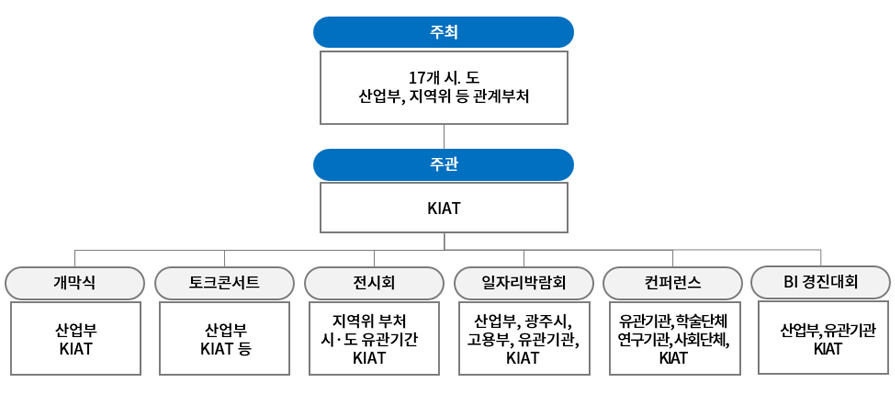 주최
17개 시. 도
산업부, 지역위 등 관계부처
주관
KIAT
개막식
산업부
KIAT
토크콘서트
산업부
KIAT 등
전시회
지역위 부처
시·도 유관기간
KIAT
일자리박람회
산업부, 광주시,
고용부, 유관기관,
KIAT
컨퍼런스
유관기관, 학술단체
연구기관, 사회단체,
KIAT
BI 경진대회
산업부, 유관기관
KIAT